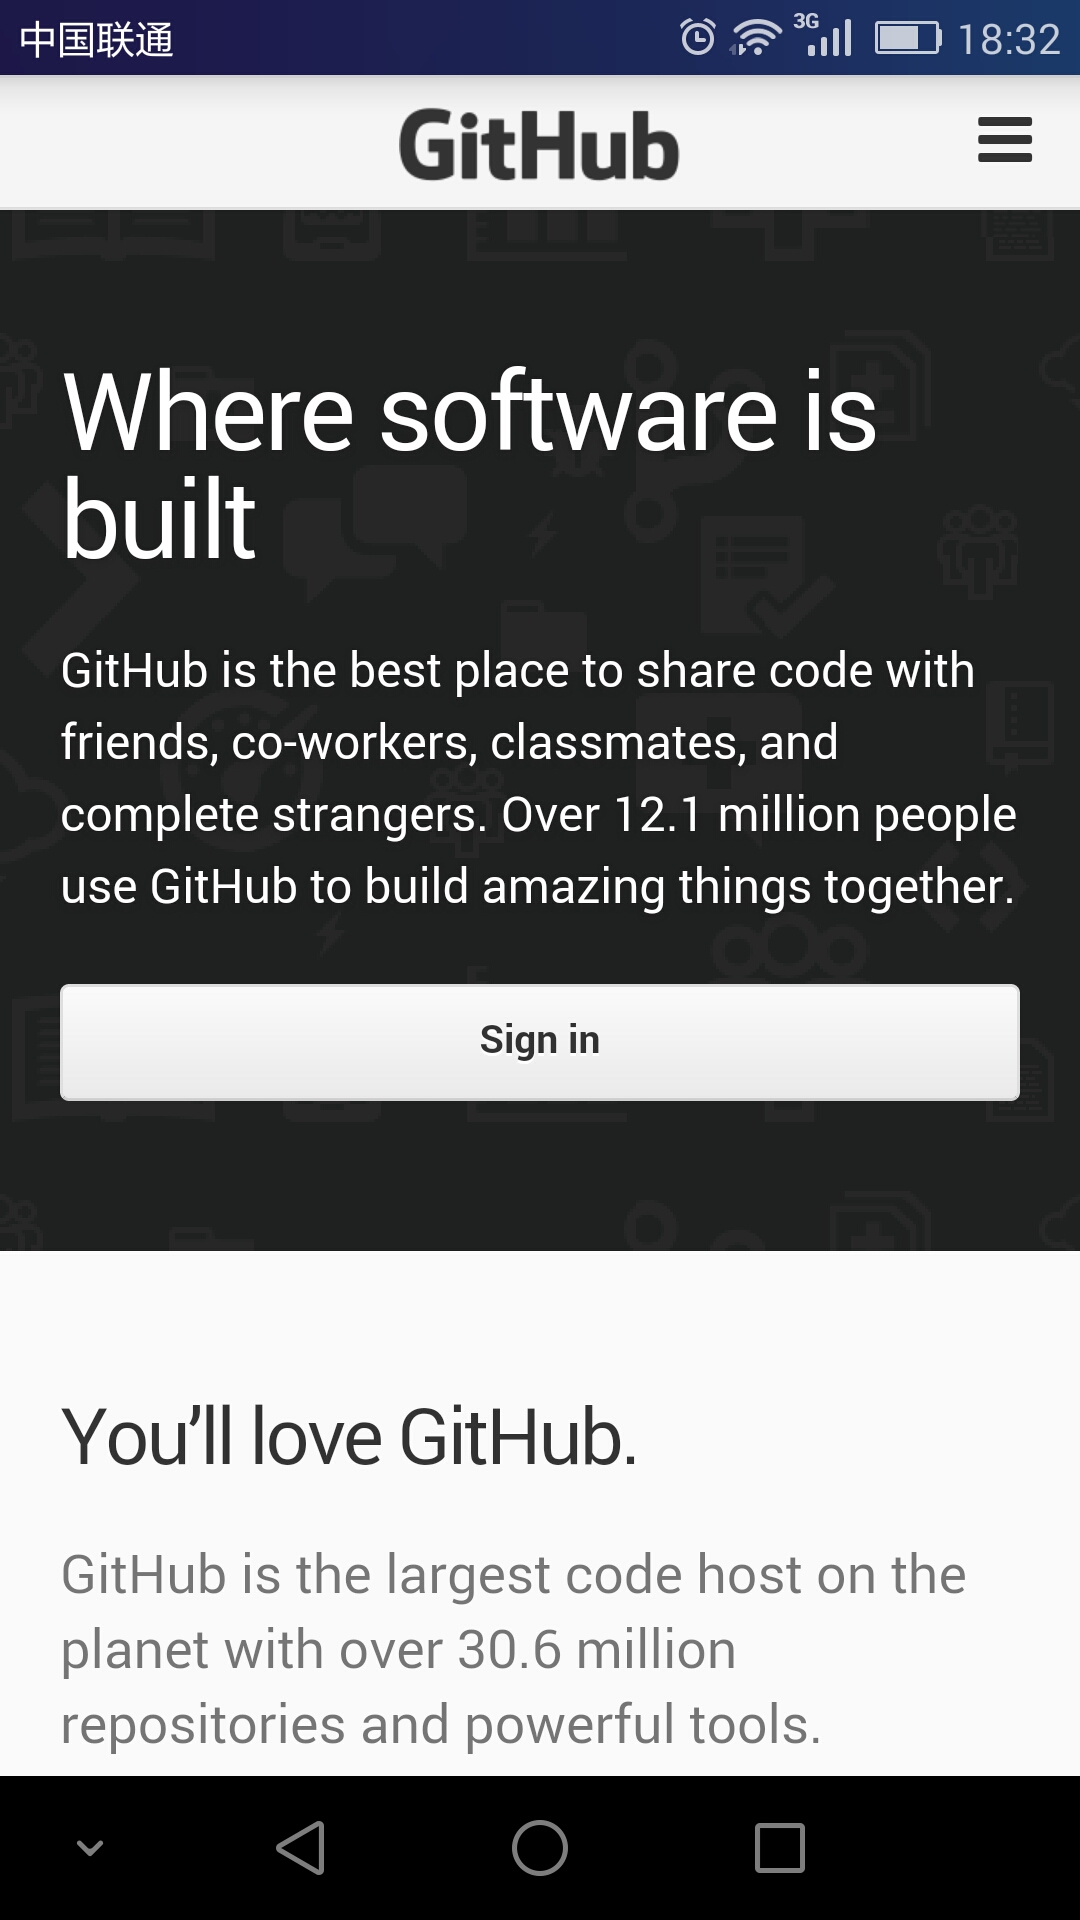 中国联通 3G 18:32
GitHub
Where software is
built
GitHub is the best place to share code with
friends, co-workers, classmates, and
complete strangers. Over 12.1 million people
use GitHub to build amazing things together.
Sign in
You’ll love GitHub.
GitHub is the largest code host on the
planet with over 30.6 million
repositories and powerful tools.